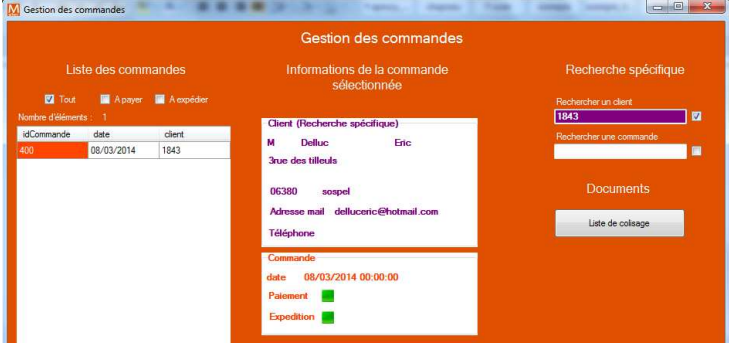 Gestion des commandes
Gestion des commandes
Liste des commandes
Tout A payer A expédier
Nombre d'éléments : 1
idCommande date client
400 08/03/2014 1843
Informations de la commande
sélectionnée
Client (Recherche spécifique)
M Delluc Eric
3rue des tilleuls
06380 sospel
Adresse mail delluceric@hotmail.com
Téléphone
Commande
date 08/03/2014 00:00:00
Paiement
Expedition
Recherche spécifique
Rechercher un client
1843
Rechercher une commande
Documents
Liste de colisage